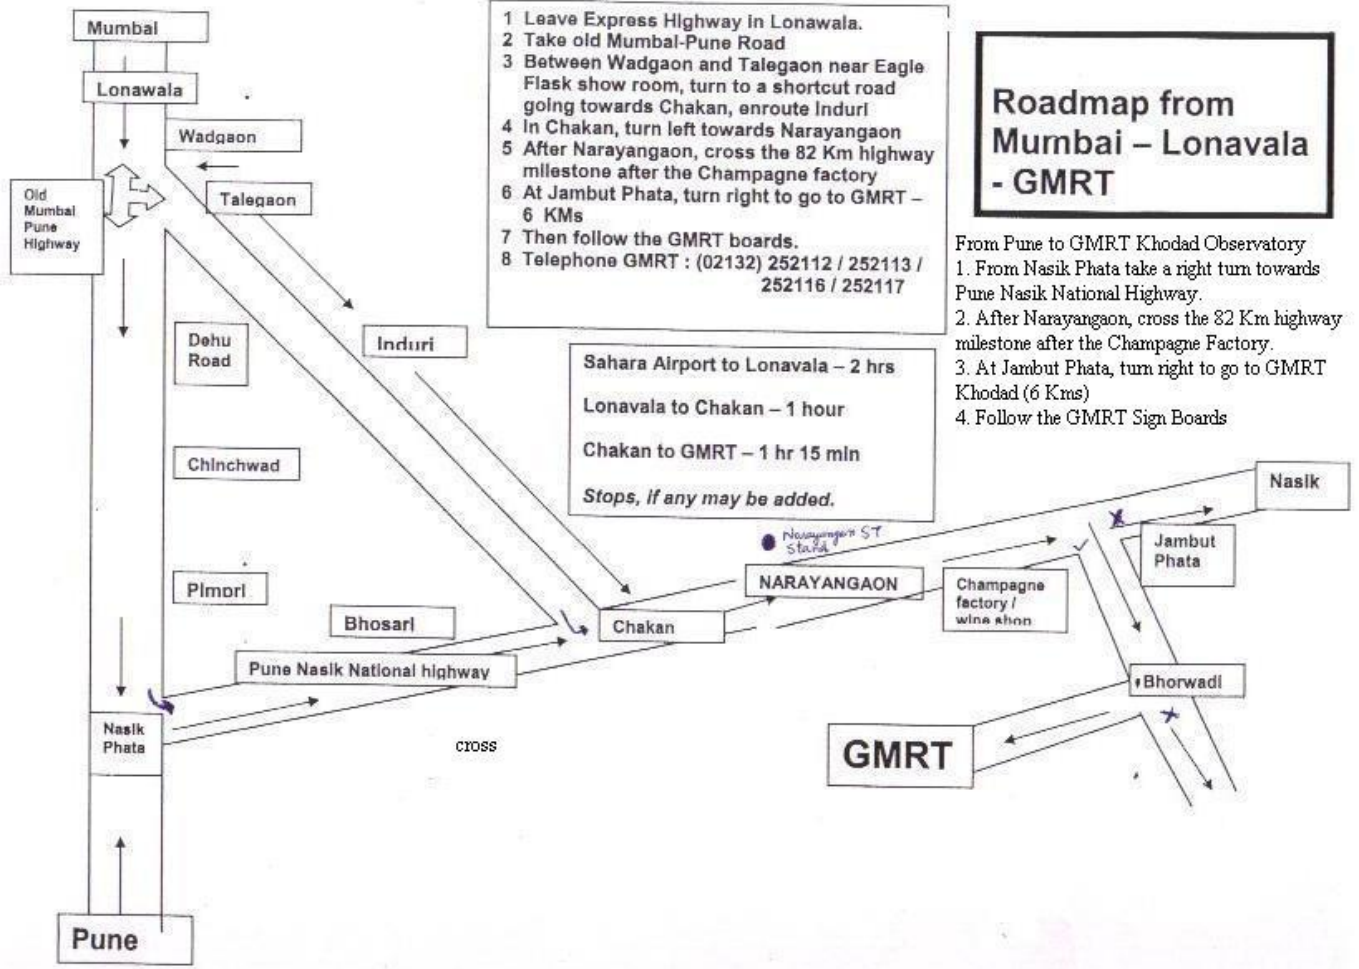 Mumbai
Lonawala
Wadgaon
Talegaon
Old
Mumbai
Pune
Highway
1 Leave Express Highway in Lonawala.
2 Take old Mumbai-Pune Road
3 Between Wadgaon and Talegaon near Eagle
Flask show room, turn to a shortcut road
going towards Chakan, enroute Induri
4 In Chakan, turn left towards Narayangaon
5 After Narayangaon, cross the 82 Km highway
milestone after the Champagne factory
6 At Jambut Phata, turn right to go to GMRT –
6 KMs
7 Then follow the GMRT boards.
8 Telephone GMRT : (02132) 252112 / 252113 /
252116 / 252117
Roadmap from
Mumbai – Lonavala
- GMRT
From Pune to GMRT Khodad Observatory
1. From Nasik Phata take a right turn towards
Pune Nasik National Highway.
2. After Narayangaon, cross the 82 Km highway
milestone after the Champagne Factory.
3. At Jambut Phata, turn right to go to GMRT
Khodad (6 Kms)
4. Follow the GMRT Sign Boards
Dehu
Road
Induri
Sahara Airport to Lonavala – 2 hrs
Lonavala to Chakan – 1 hour
Chakan to GMRT – 1 hr 15 min
Stops, if any may be added.
Chinchwad
Nasik
Narayangaon ST
Stand
Jambut
Phata
Pimpri
NARAYANGAON
Champagne
factory /
wine shop
Bhosari
Chakan
Pune Nasik National highway
Bhorwadi
Nasik
Phata
cross
GMRT
Pune